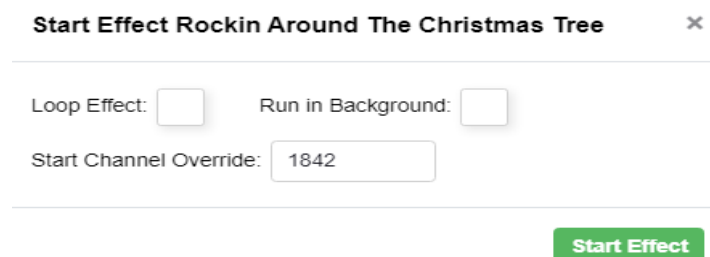 Start Effect Rockin Around The Christmas Tree ×
Loop Effect: Run in Background:
Start Channel Override: 1842
Start Effect